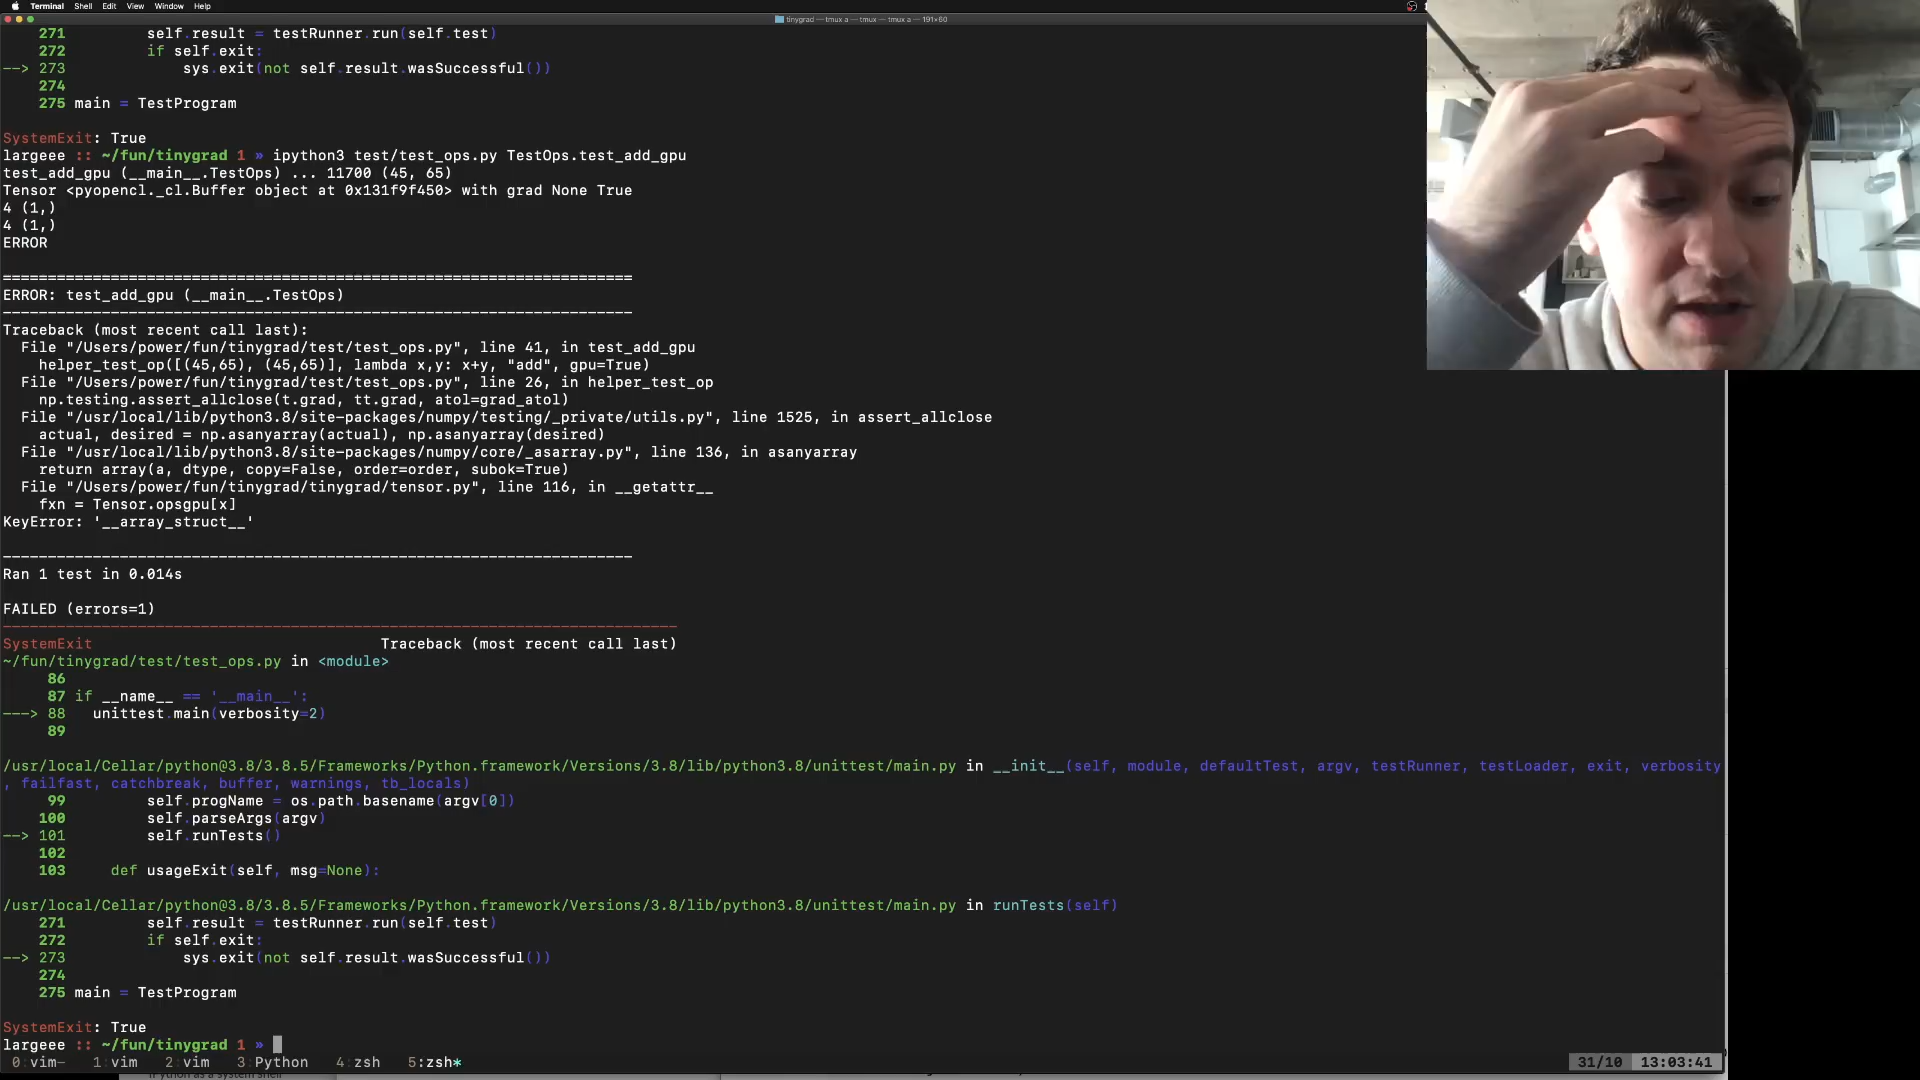 Terminal Shell Edit View Window Help
tinygrad — tmux a — tmux — tmux a — 191×60
271 self.result = testRunner.run(self.test)
272 if self.exit:
--> 273 sys.exit(not self.result.wasSuccessful())
274
275 main = TestProgram
SystemExit: True
largeee :: ~/fun/tinygrad 1 » ipython3 test/test_ops.py TestOps.test_add_gpu
test_add_gpu (__main__.TestOps) ... 11700 (45, 65)
Tensor <pyopencl._cl.Buffer object at 0x131f9f450> with grad None True
4 (1,)
4 (1,)
ERROR
======================================================================
ERROR: test_add_gpu (__main__.TestOps)
----------------------------------------------------------------------
Traceback (most recent call last):
File "/Users/power/fun/tinygrad/test/test_ops.py", line 41, in test_add_gpu
helper_test_op([(45,65), (45,65)], lambda x,y: x+y, "add", gpu=True)
File "/Users/power/fun/tinygrad/test/test_ops.py", line 26, in helper_test_op
np.testing.assert_allclose(t.grad, tt.grad, atol=grad_atol)
File "/usr/local/lib/python3.8/site-packages/numpy/testing/_private/utils.py", line 1525, in assert_allclose
actual, desired = np.asanyarray(actual), np.asanyarray(desired)
File "/usr/local/lib/python3.8/site-packages/numpy/core/_asarray.py", line 136, in asanyarray
return array(a, dtype, copy=False, order=order, subok=True)
File "/Users/power/fun/tinygrad/tinygrad/tensor.py", line 116, in __getattr__
fxn = Tensor.opsgpu[x]
KeyError: '__array_struct__'
----------------------------------------------------------------------
Ran 1 test in 0.014s
FAILED (errors=1)
---------------------------------------------------------------------------
SystemExit Traceback (most recent call last)
~/fun/tinygrad/test/test_ops.py in <module>
86
87 if __name__ == '__main__':
---> 88 unittest.main(verbosity=2)
89
/usr/local/Cellar/python@3.8/3.8.5/Frameworks/Python.framework/Versions/3.8/lib/python3.8/unittest/main.py in __init__(self, module, defaultTest, argv, testRunner, testLoader, exit, verbosity
, failfast, catchbreak, buffer, warnings, tb_locals)
99 self.progName = os.path.basename(argv[0])
100 self.parseArgs(argv)
--> 101 self.runTests()
102
103 def usageExit(self, msg=None):
/usr/local/Cellar/python@3.8/3.8.5/Frameworks/Python.framework/Versions/3.8/lib/python3.8/unittest/main.py in runTests(self)
271 self.result = testRunner.run(self.test)
272 if self.exit:
--> 273 sys.exit(not self.result.wasSuccessful())
274
275 main = TestProgram
SystemExit: True
largeee :: ~/fun/tinygrad 1 »
0:vim- 1:vim 2:vim 3:Python 4:zsh 5:zsh* 31/10 13:03:41